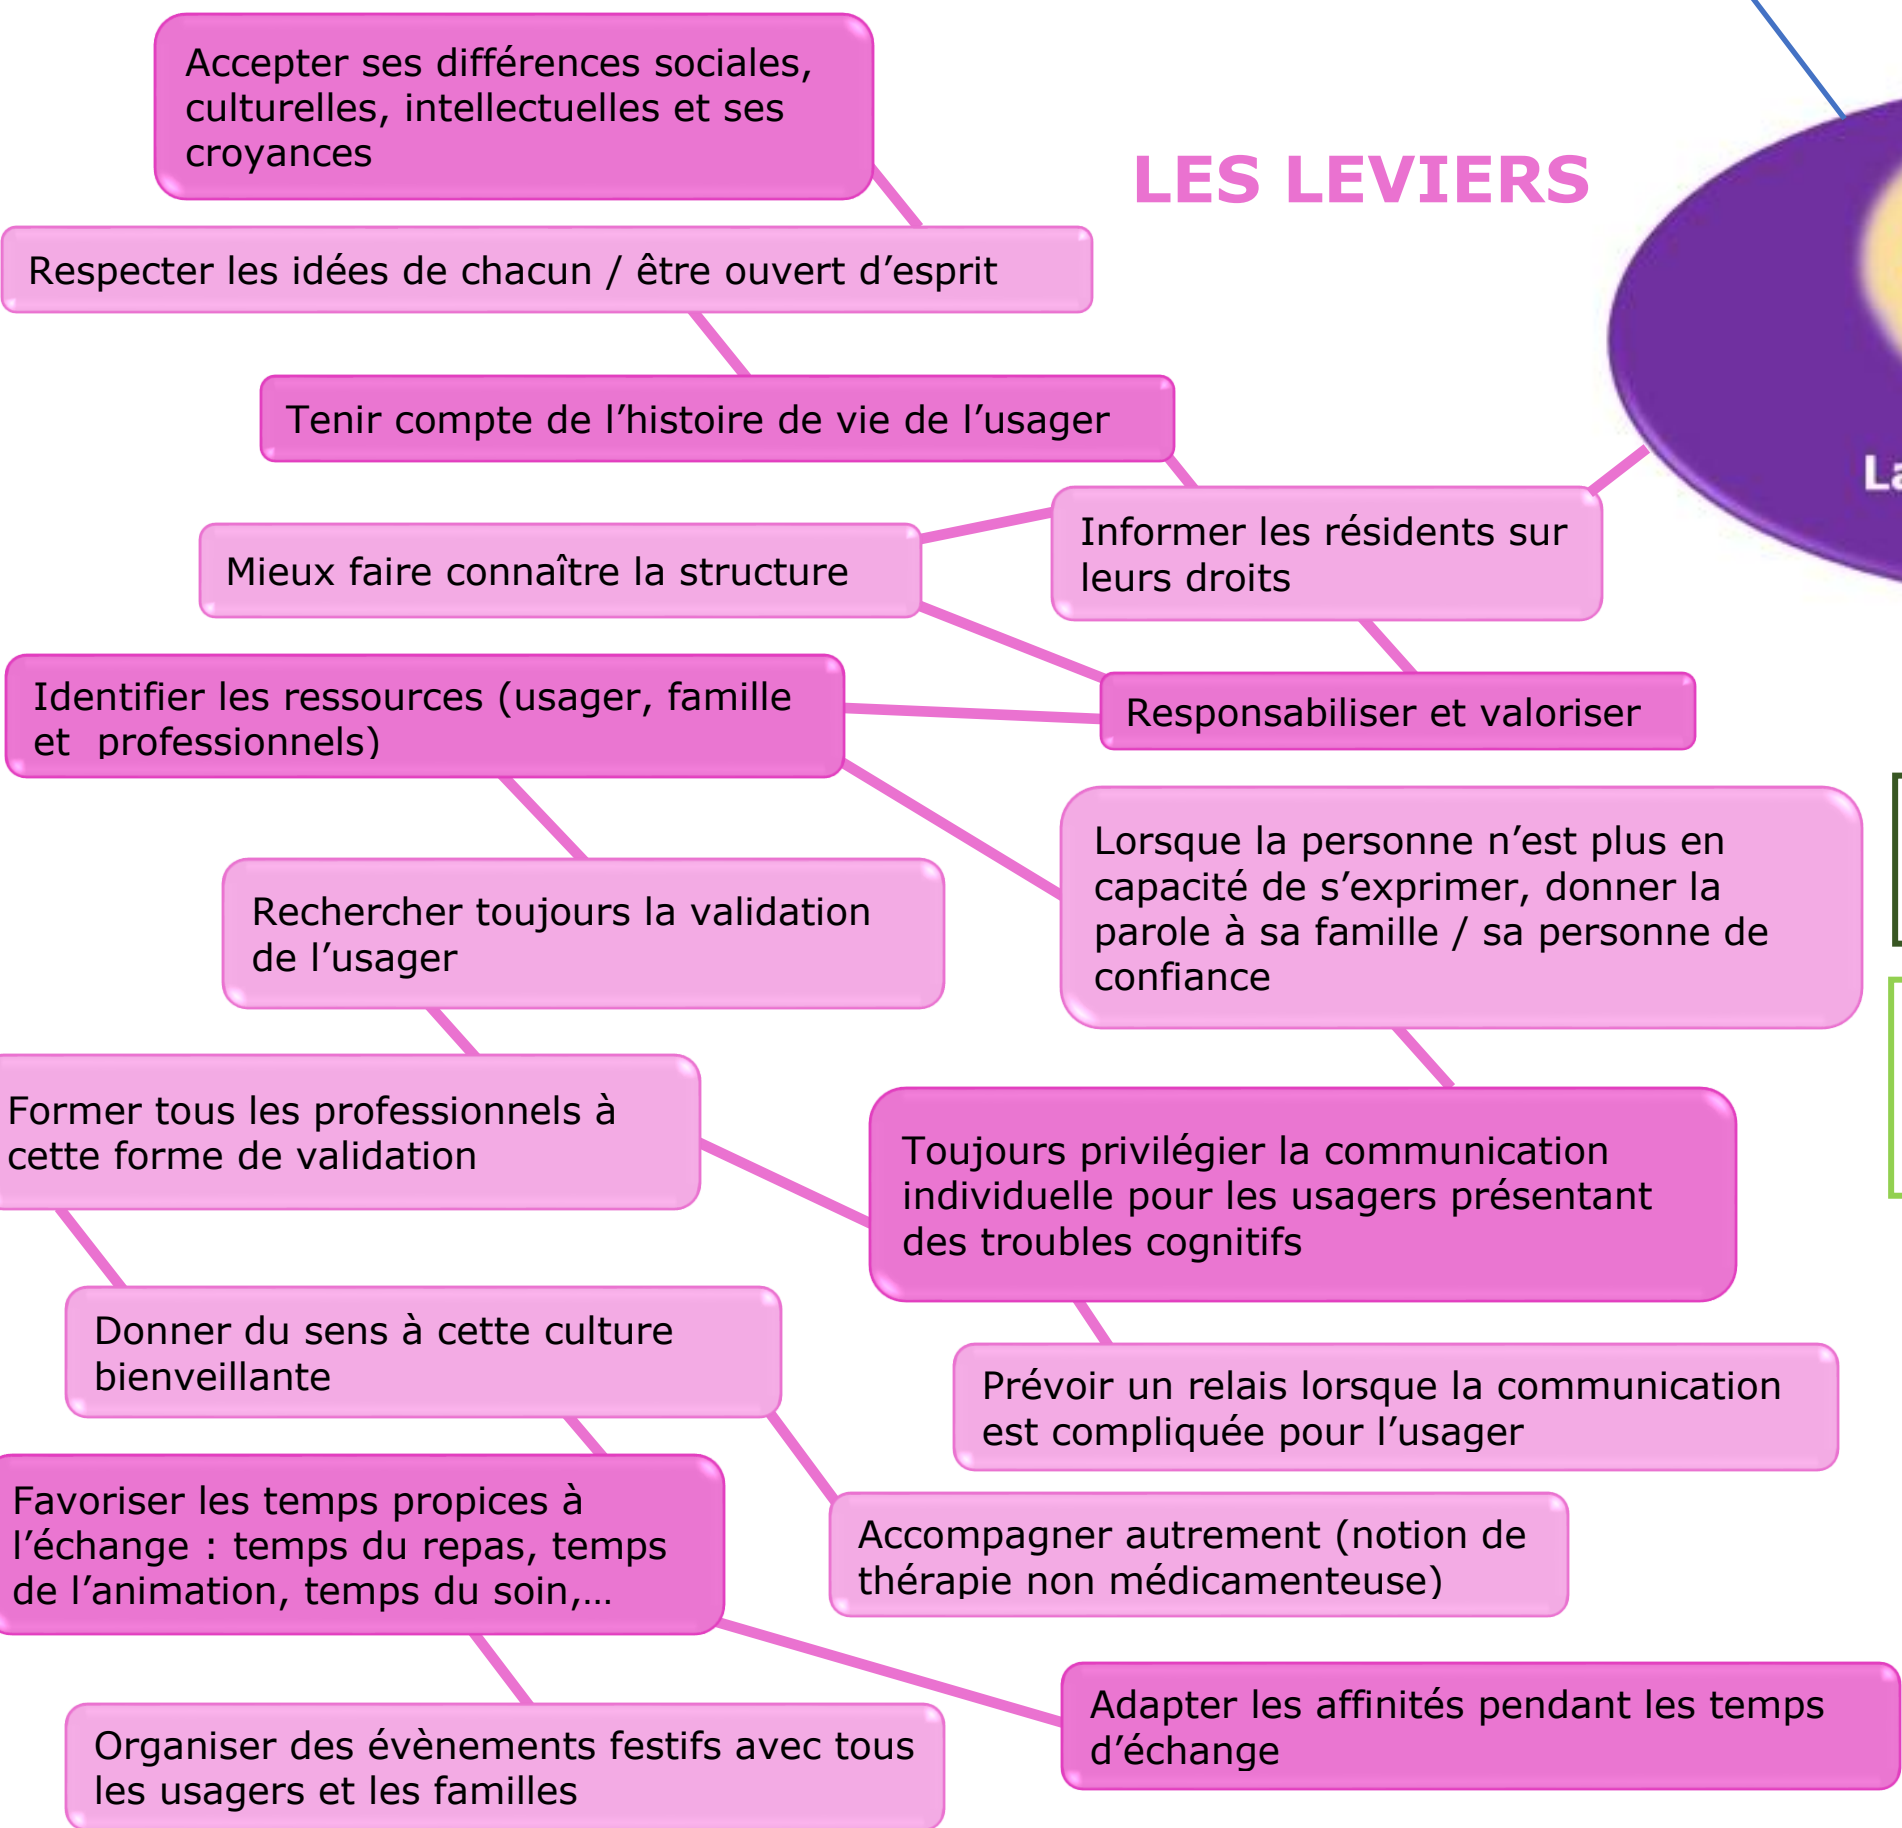 Accepter ses différences sociales,
culturelles, intellectuelles et ses
croyances
LES LEVIERS
Respecter les idées de chacun / être ouvert d’esprit
Tenir compte de l’histoire de vie de l’usager
La
Informer les résidents sur
leurs droits
Mieux faire connaître la structure
Identifier les ressources (usager, famille
et  professionnels)
Responsabiliser et valoriser
Lorsque la personne n’est plus en
capacité de s’exprimer, donner la
parole à sa famille / sa personne de
confiance
Rechercher toujours la validation
de l’usager
Former tous les professionnels à
cette forme de validation
Toujours privilégier la communication
individuelle pour les usagers présentant
des troubles cognitifs
Donner du sens à cette culture
bienveillante
Prévoir un relais lorsque la communication
est compliquée pour l’usager
Favoriser les temps propices à
l’échange : temps du repas, temps
de l’animation, temps du soin,…
Accompagner autrement (notion de
thérapie non médicamenteuse)
Adapter les affinités pendant les temps
d’échange
Organiser des évènements festifs avec tous
les usagers et les familles